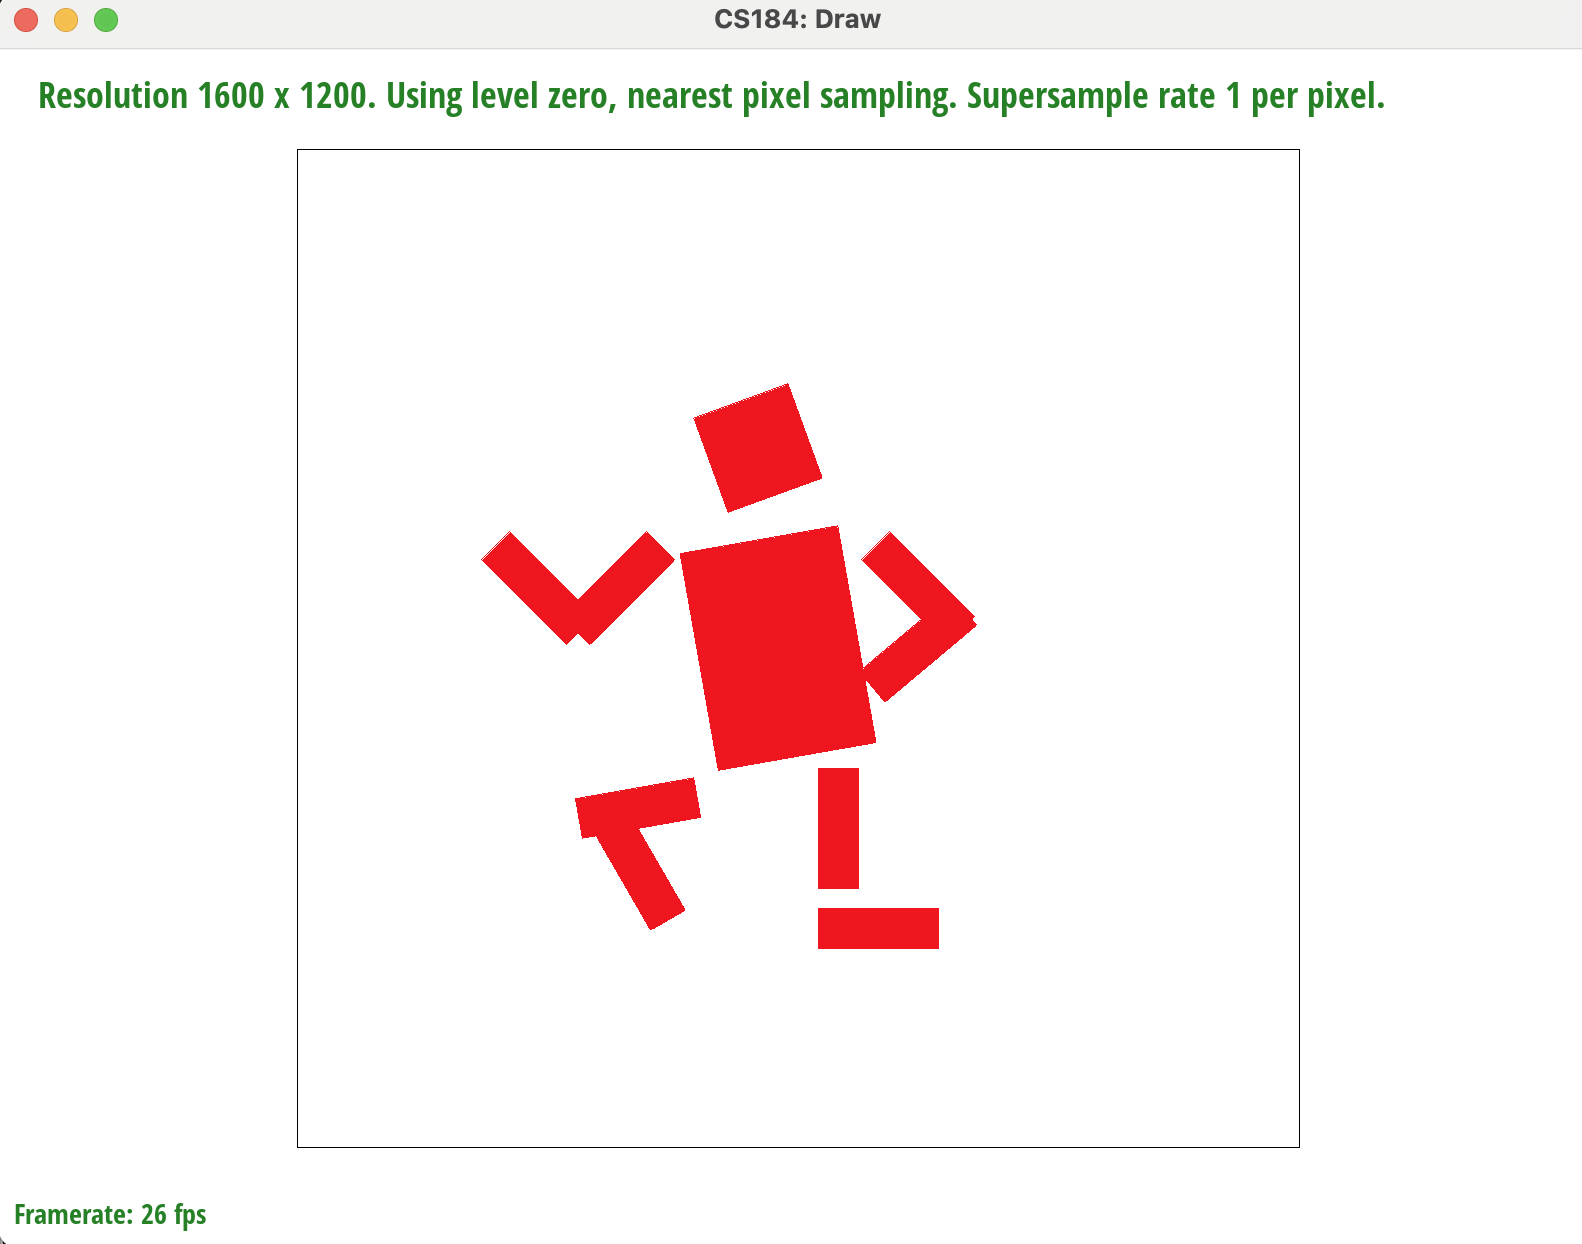 CS184: Draw
Resolution 1600 x 1200. Using level zero, nearest pixel sampling. Supersample rate 1 per pixel.
Framerate: 26 fps